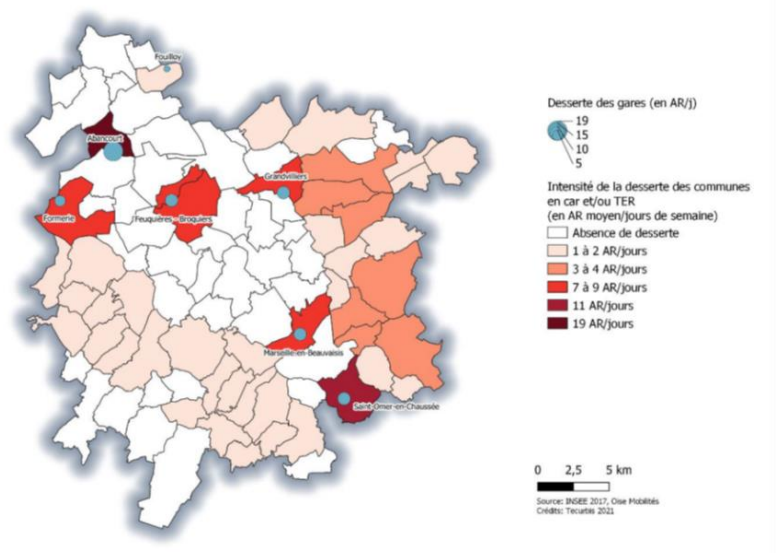 Fouilloy
Abancourt
Grandvilliers
Formerie
Feuquières - Broquiers
Marseille-en-Beauvaisis
Saint-Omer-en-Chaussée
Desserte des gares (en AR/j)
19
15
10
5
Intensité de la desserte des communes
en car et/ou TER
(en AR moyen/jours de semaine)
Absence de desserte
1 à 2 AR/jours
3 à 4 AR/jours
7 à 9 AR/jours
11 AR/jours
19 AR/jours
0 2,5 5 km
Source: INSEE 2017, Oise Mobilités
Crédits: Tecurbis 2021